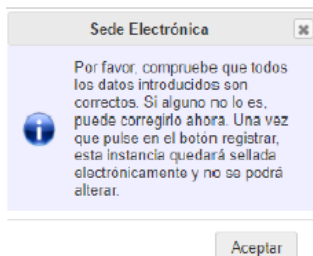 Sede Electrónica
Por favor, compruebe que todos
los datos introducidos son
correctos. Si alguno no lo es,
puede corregirlo ahora. Una vez
que pulse en el botón registrar,
esta instancia quedará sellada
electrónicamente y no se podrá
alterar.
Aceptar